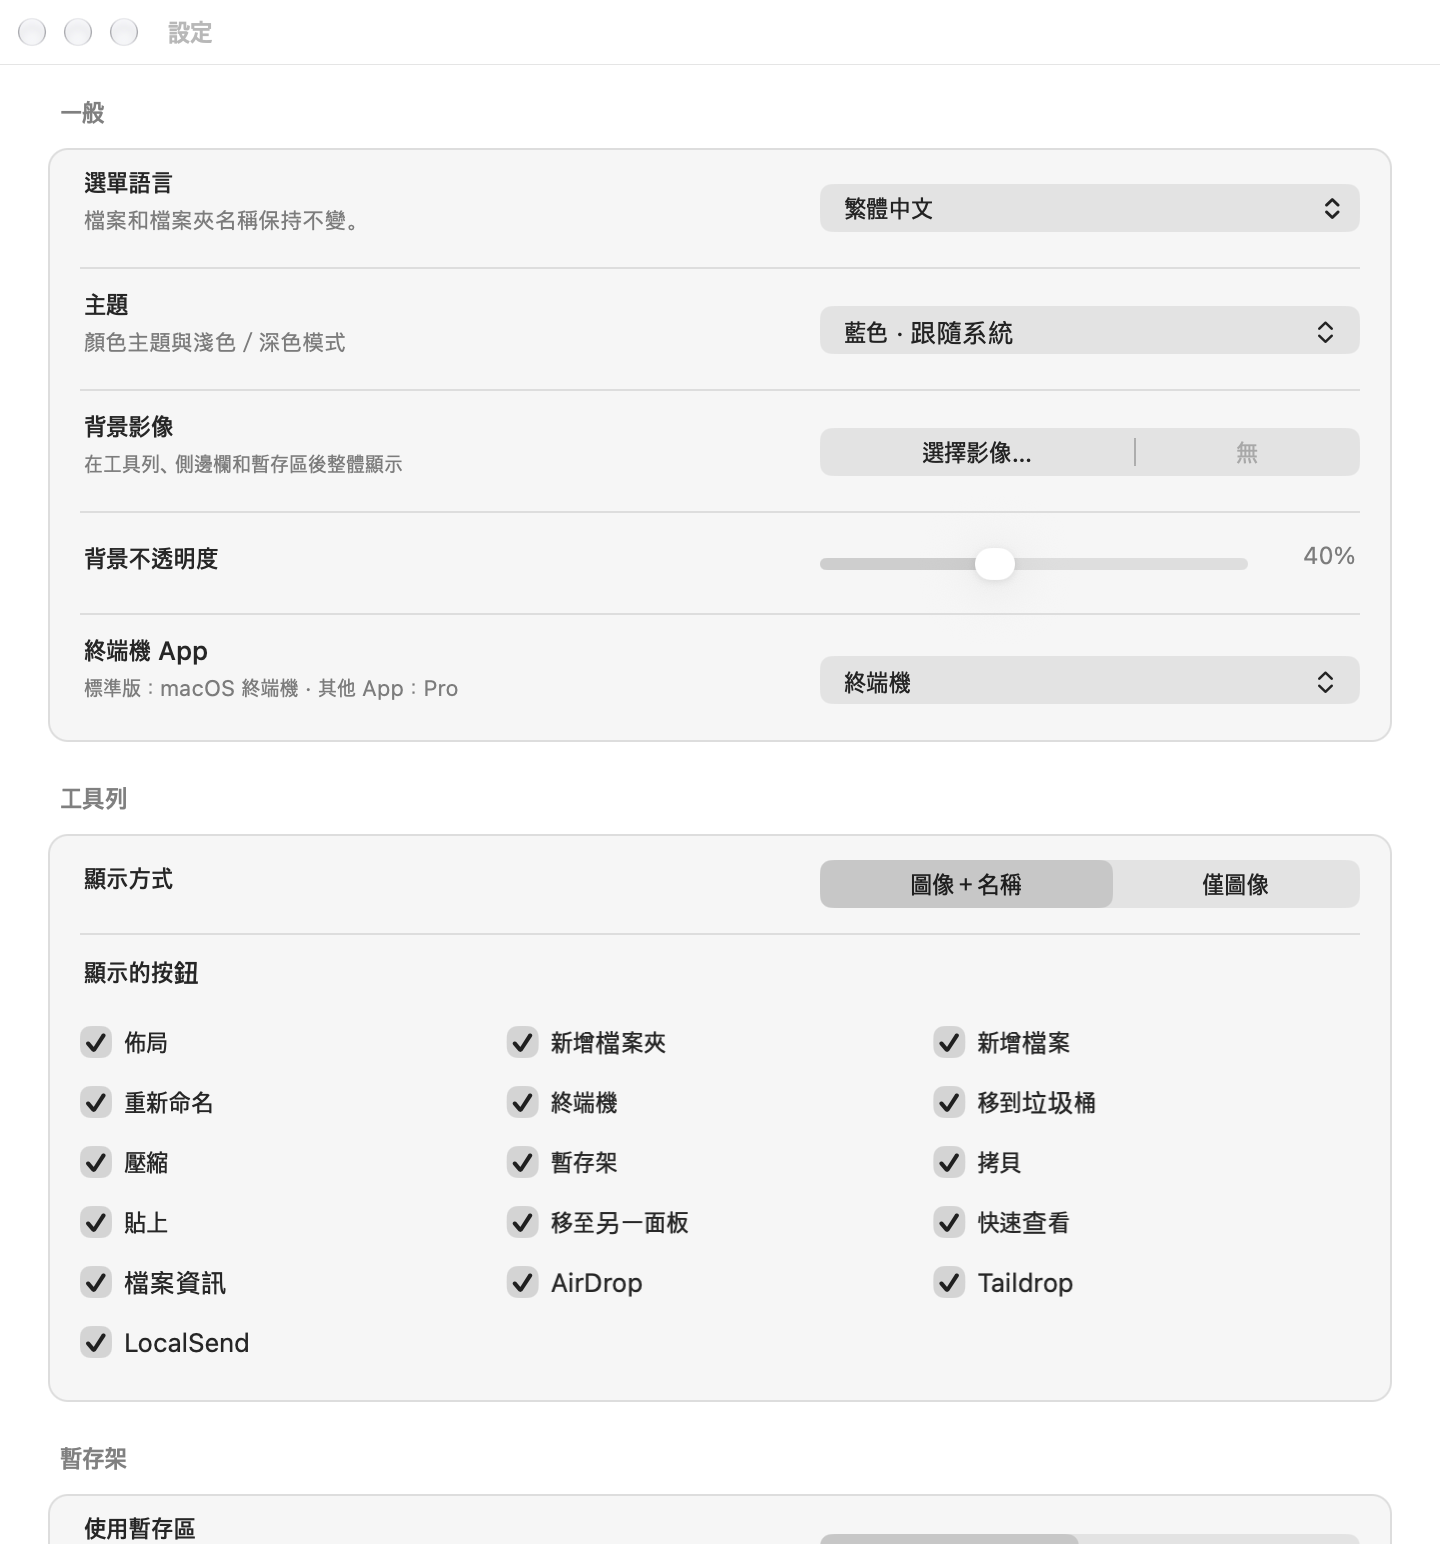 設定
一般
選單語言
檔案和檔案夾名稱保持不變。
繁體中文
主題
顏色主題與淺色 / 深色模式
藍色 · 跟隨系統
背景影像
在工具列、側邊欄和暫存區後整體顯示
選擇影像...
無
背景不透明度
40%
終端機 App
標準版：macOS 終端機 · 其他 App：Pro
終端機
工具列
顯示方式
圖像＋名稱
僅圖像
顯示的按鈕
佈局
新增檔案夾
新增檔案
重新命名
終端機
移到垃圾桶
壓縮
暫存架
拷貝
貼上
移至另一面板
快速查看
檔案資訊
AirDrop
Taildrop
LocalSend
暫存架
使用暫存區